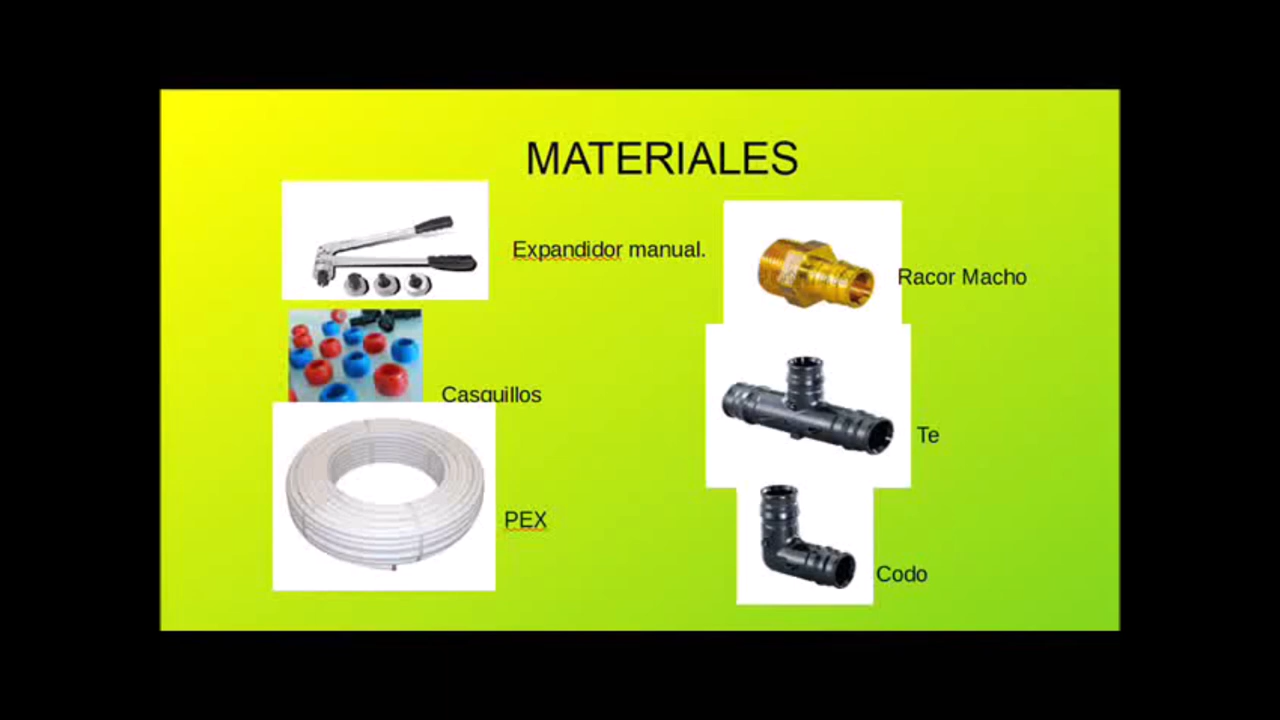 MATERIALES
Expandidor manual.
Racor Macho
Casquillos
Te
PEX
Codo